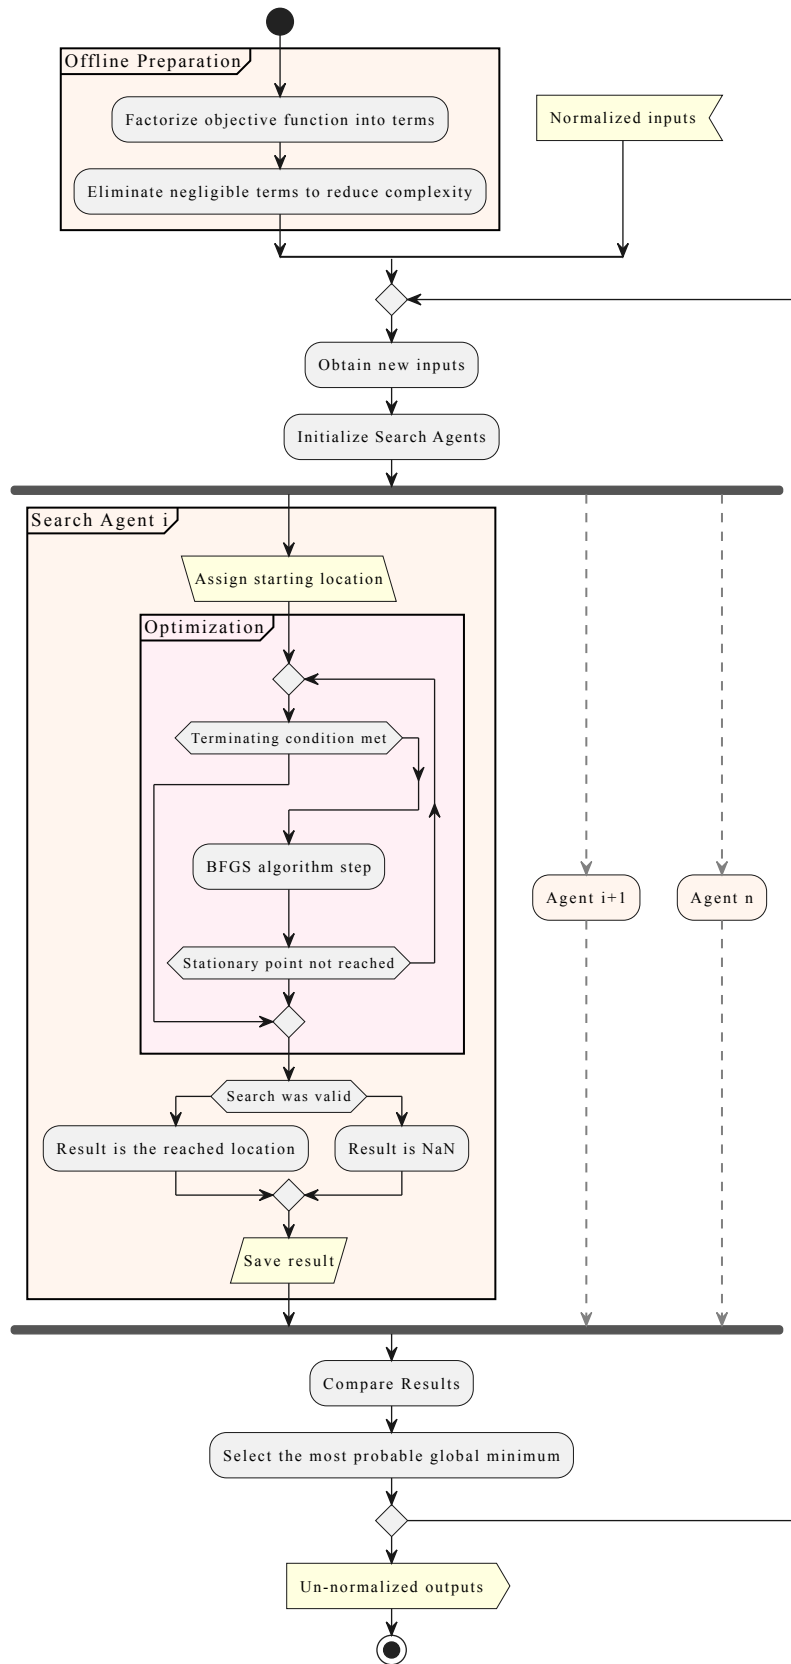 Offline Preparation
Factorize objective function into terms
Normalized inputs
Eliminate negligible terms to reduce complexity
Obtain new inputs
Initialize Search Agents
Search Agent i
Assign starting location
Optimization
Terminating condition met
BFGS algorithm step
Agent i+1
Agent n
Stationary point not reached
Search was valid
Result is the reached location
Result is NaN
Save result
Compare Results
Select the most probable global minimum
Un-normalized outputs